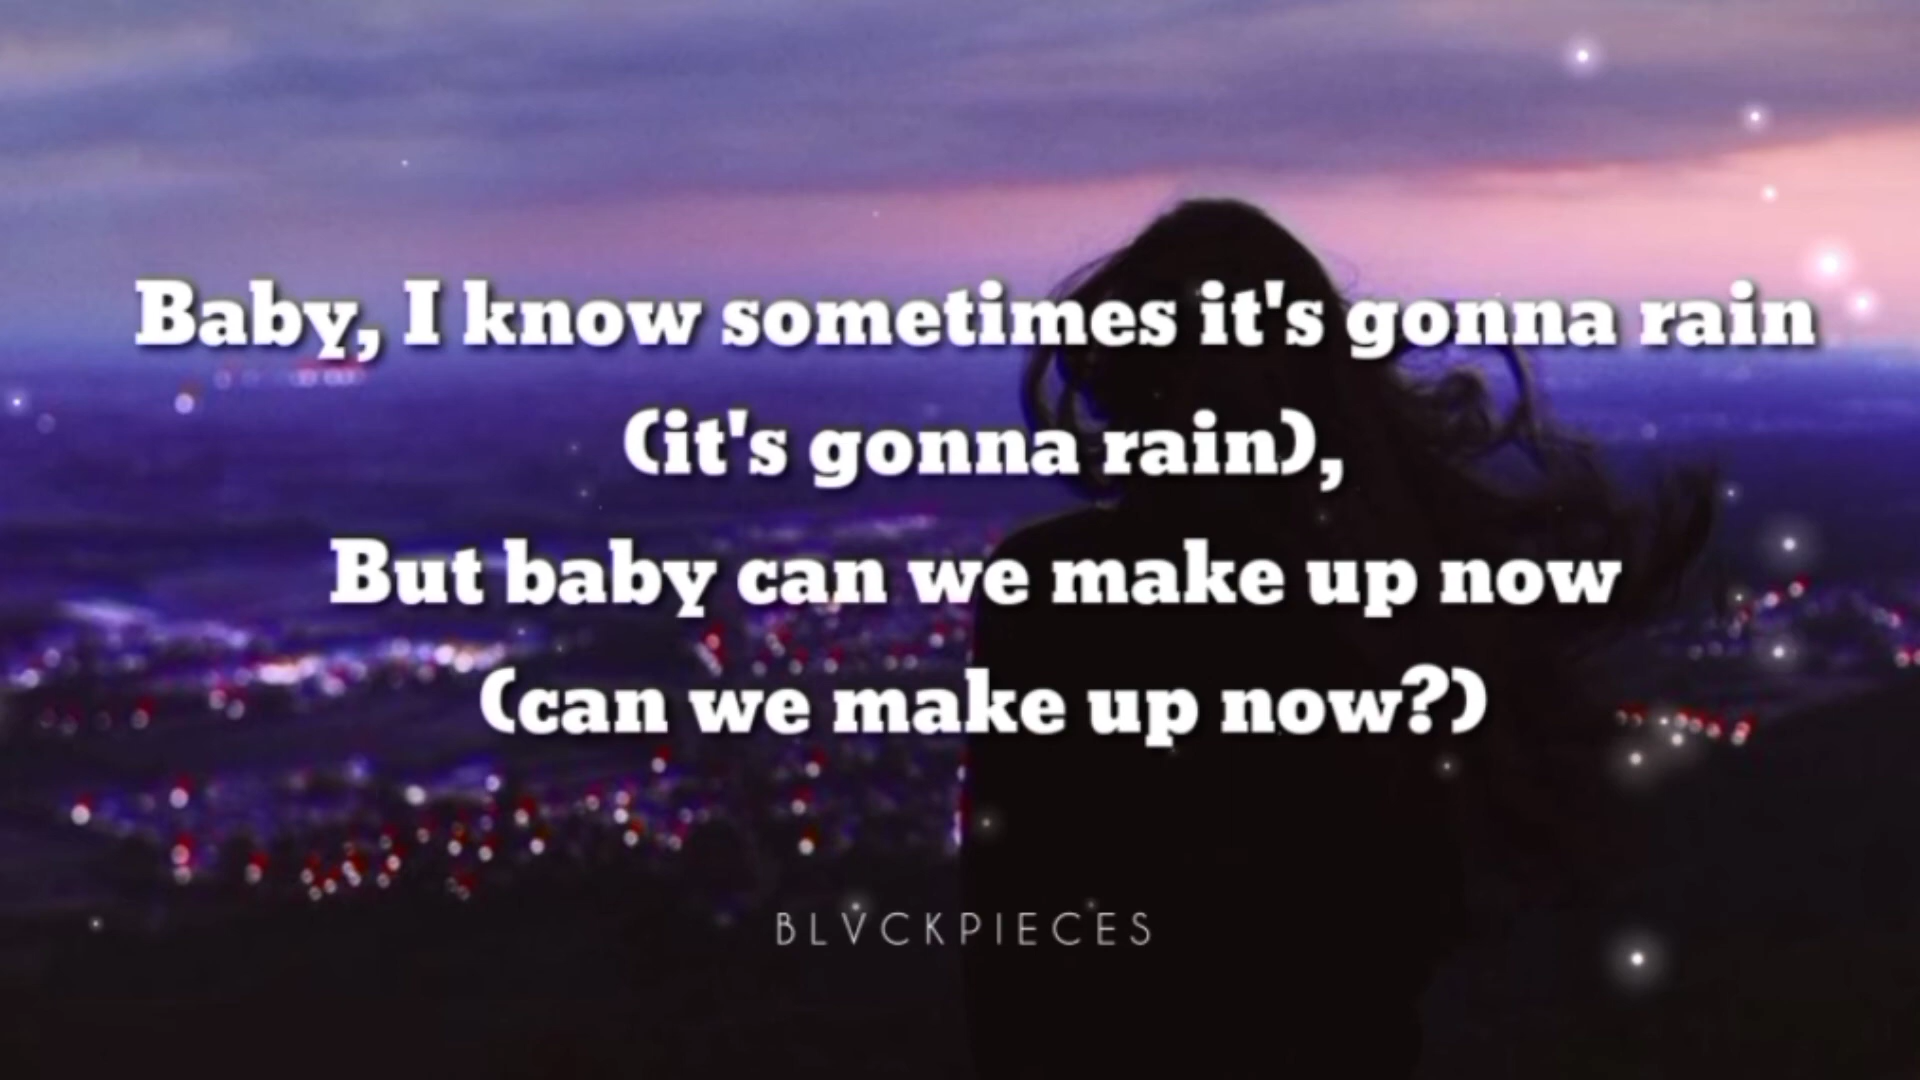 Baby, I know sometimes it's gonna rain
(it's gonna rain),
But baby can we make up now
(can we make up now?)
BLVCKPIECES